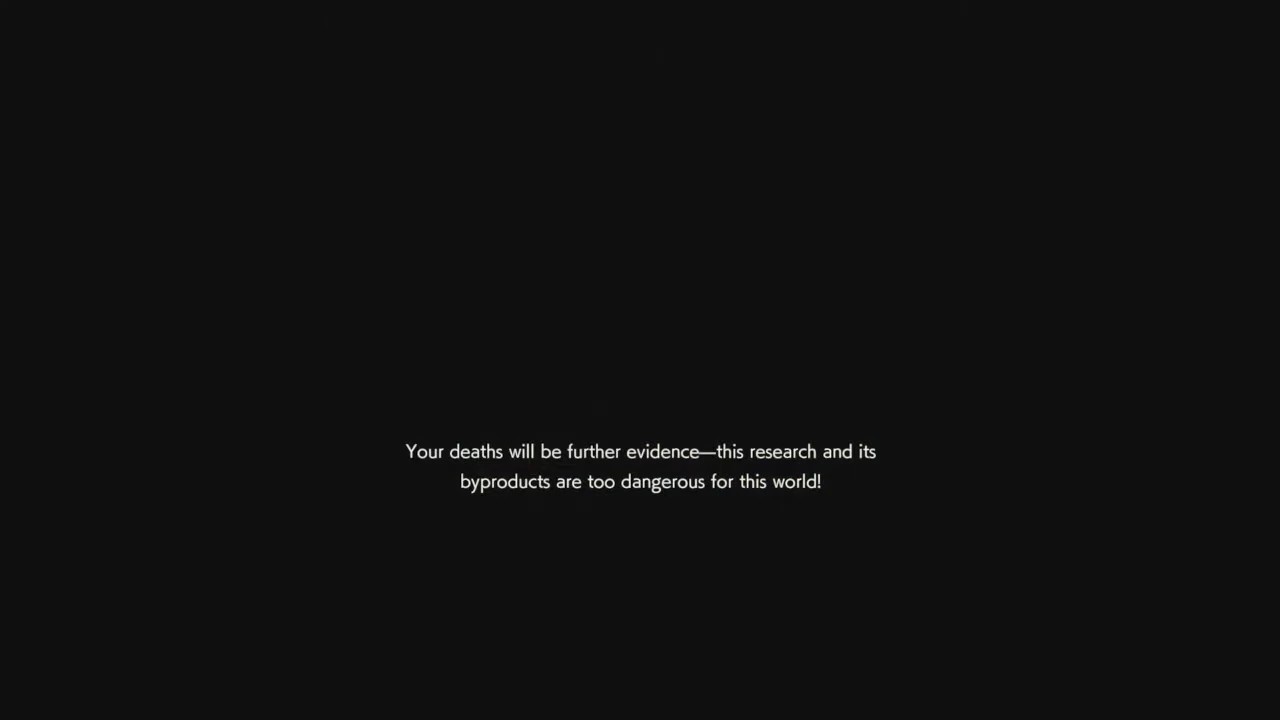 Your deaths will be further evidence—this research and its
byproducts are too dangerous for this world!